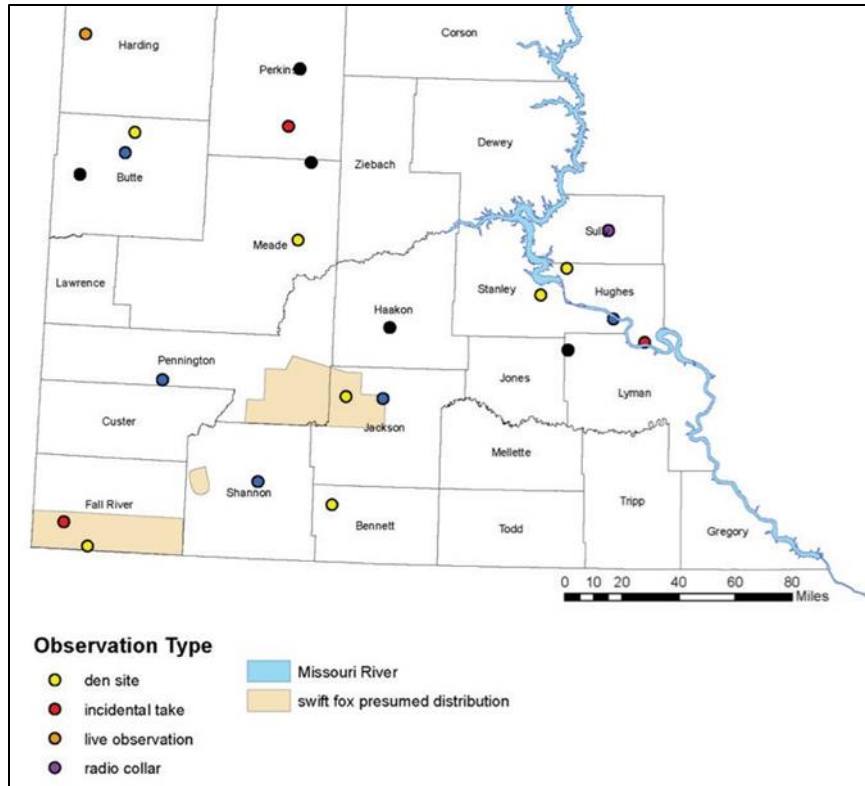 Corson
Harding
Perkins
Dewey
Ziebach
Butte
Sully
Meade
Lawrence
Stanley
Hughes
Haakon
Pennington
Jones
Lyman
Custer
Jackson
Mellette
Shannon
Fall River
Tripp
Bennett
Todd
Gregory
0 10 20 40 60 80
Miles
Observation Type
den site
incidental take
live observation
radio collar
Missouri River
swift fox presumed distribution